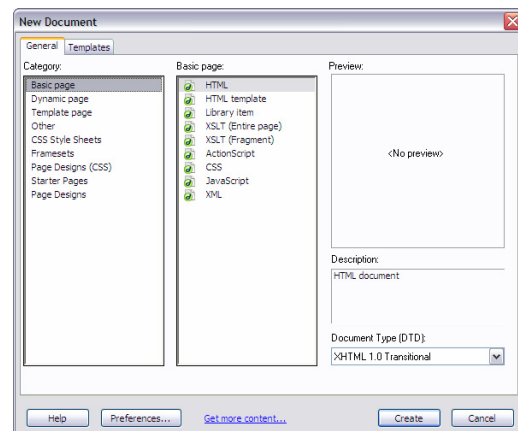 New Document
General
Templates
Category:
Basic page
Dynamic page
Template page
Other
CSS Style Sheets
Framesets
Page Designs (CSS)
Starter Pages
Page Designs
Basic page:
HTML
HTML template
Library item
XSLT (Entire page)
XSLT (Fragment)
ActionScript
CSS
JavaScript
XML
Preview:
<No preview>
Description:
HTML document
Document Type (DTD):
XHTML 1.0 Transitional
Help
Preferences...
Get more content...
Create
Cancel